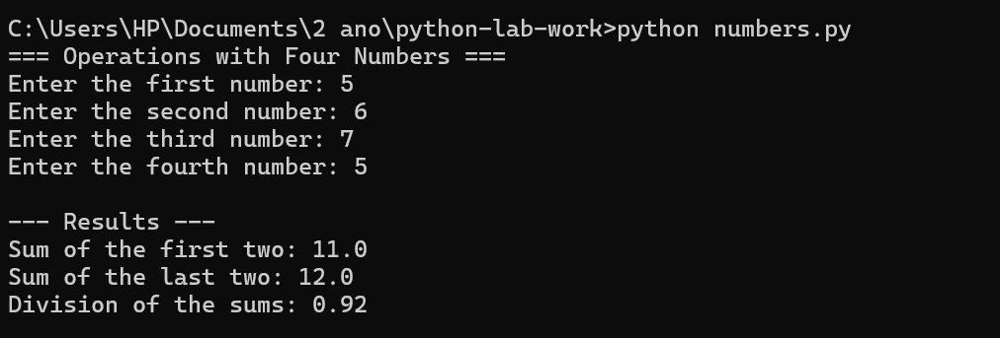 C:\Users\HP\Documents\2 ano\python-lab-work>python numbers.py
=== Operations with Four Numbers ===
Enter the first number: 5
Enter the second number: 6
Enter the third number: 7
Enter the fourth number: 5
--- Results ---
Sum of the first two: 11.0
Sum of the last two: 12.0
Division of the sums: 0.92